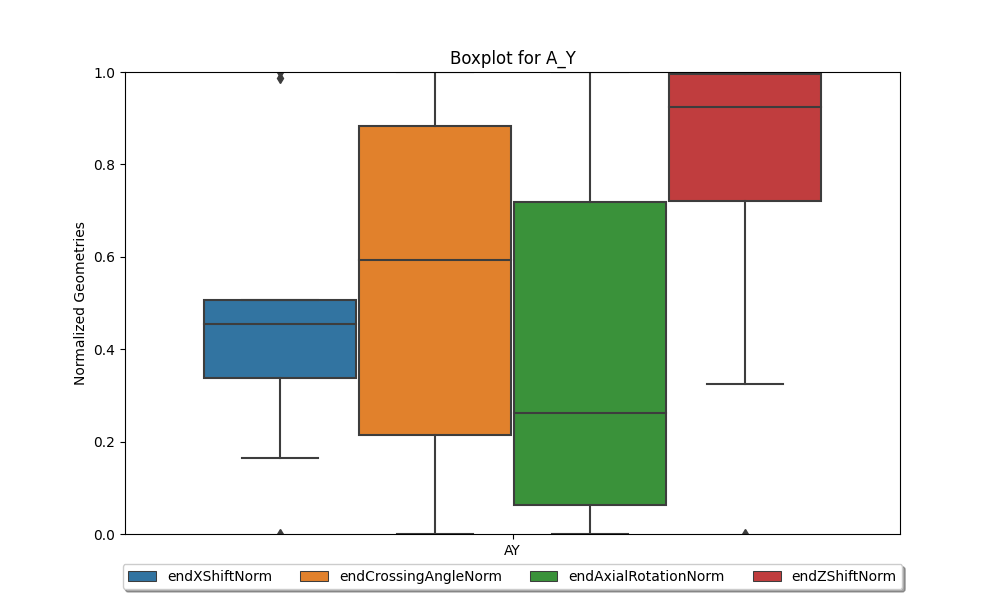 Boxplot for A_Y
1.0
0.8
0.6
0.4
0.2
0.0
Normalized Geometries
AY
endXShiftNorm endCrossingAngleNorm endAxialRotationNorm endZShiftNorm